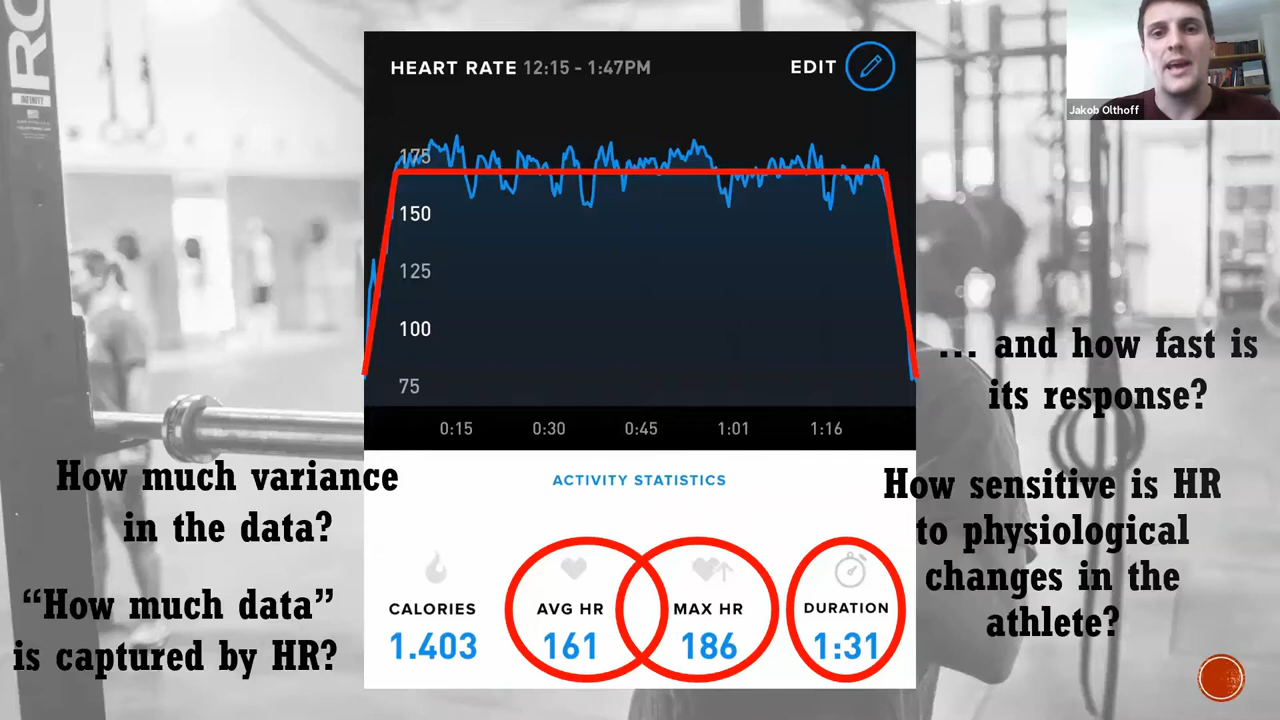 HEART RATE 12:15 - 1:47PM
EDIT
Jakob Olthoff
175
150
125
100
75
0:15 0:30 0:45 1:01 1:16
ACTIVITY STATISTICS
CALORIES AVG HR MAX HR DURATION
1.403 161 186 1:31
How much variance
in the data?
“How much data”
is captured by HR?
... and how fast is
its response?
How sensitive is HR
to physiological
changes in the
athlete?
INFINITY